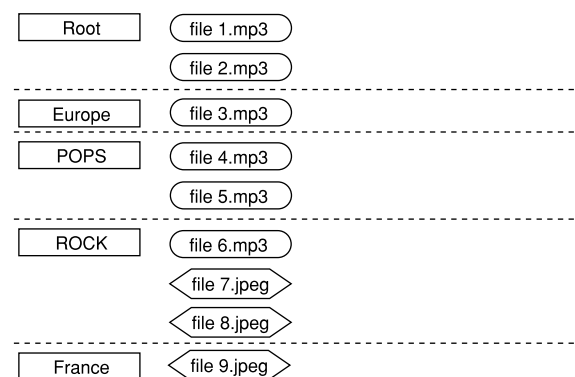 Root file 1.mp3
file 2.mp3
Europe file 3.mp3
POPS file 4.mp3
file 5.mp3
ROCK file 6.mp3
file 7.jpeg
file 8.jpeg
France file 9.jpeg